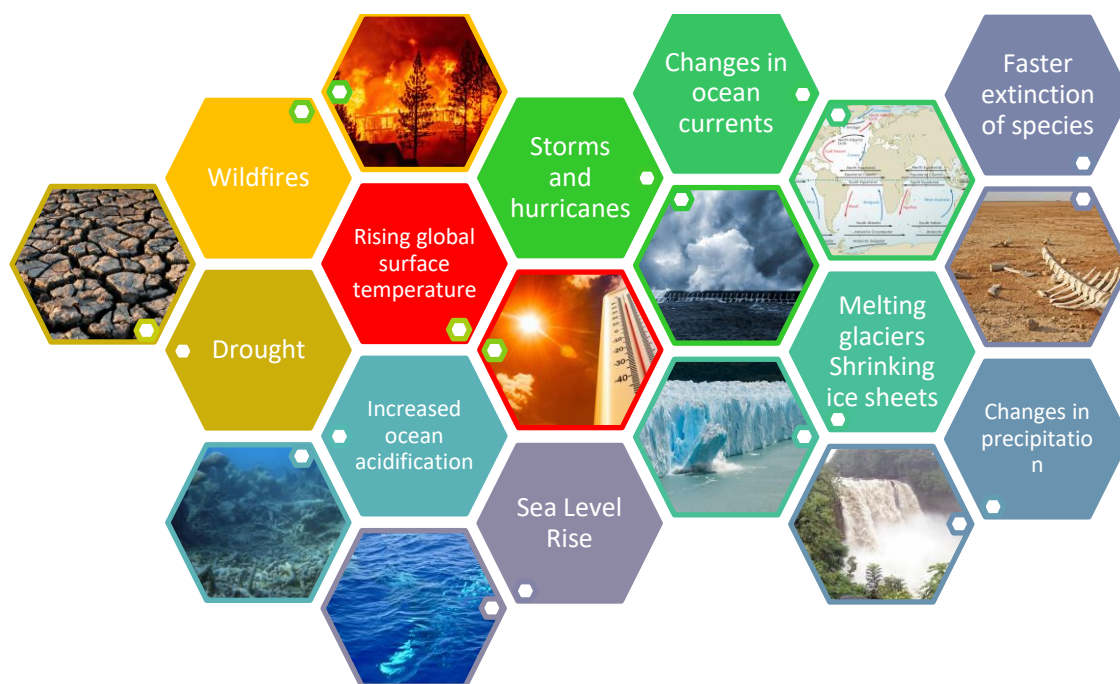 Changes in
ocean
currents
Faster
extinction
of species
Wildfires
Storms
and
hurricanes
Rising global
surface
temperature
Drought
Melting
glaciers
Shrinking
ice sheets
Increased
ocean
acidification
Changes in
precipitatio
n
Sea Level
Rise